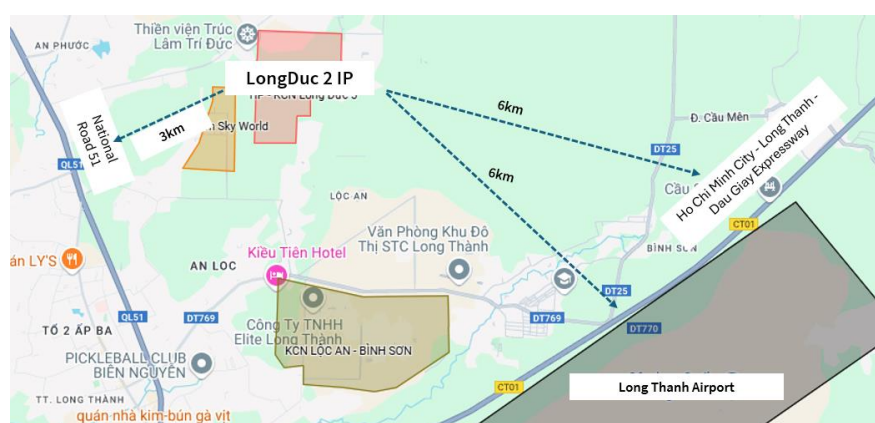 Thiền viện Trúc
Lâm Trí Đức
AN PHƯỚC
LongDuc 2 IP
Sky World
3km
National
Road 51
QL51
6km
6km
Đ. Cầu Mên
DT25
Ho Chi Minh City - Long Thanh -
Dau Giay Expressway
CT01
LỘC AN
Văn Phòng Khu Đô
Thị STC Long Thành
BÌNH SƠN
Kiều Tiên Hotel
án LY'S
AN LOC
DT25
QL51
DT769
DT769
DT770
TỔ 2 ẤP BA
Công Ty TNHH
Elite Long Thành
KCN LỘC AN - BÌNH SƠN
PICKLEBALL CLUB
BIÊN NGUYÊN
CT01
Long Thanh Airport
TT. LONG THÀNH
quán nhà kim-bún gà vịt